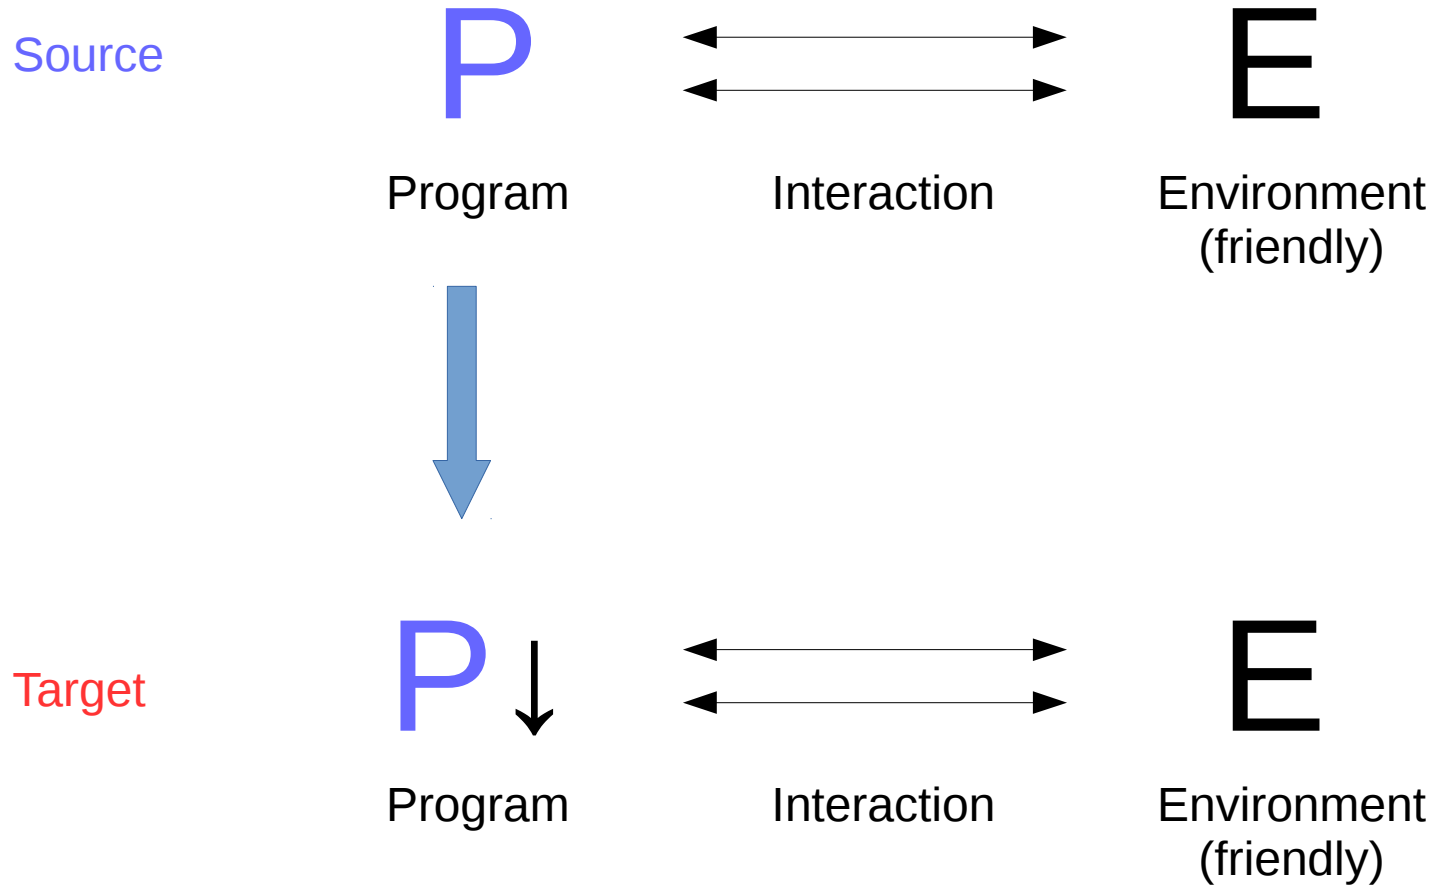 Source
P
E
Program
Interaction
Environment
(friendly)
Target
P↓
E
Program
Interaction
Environment
(friendly)